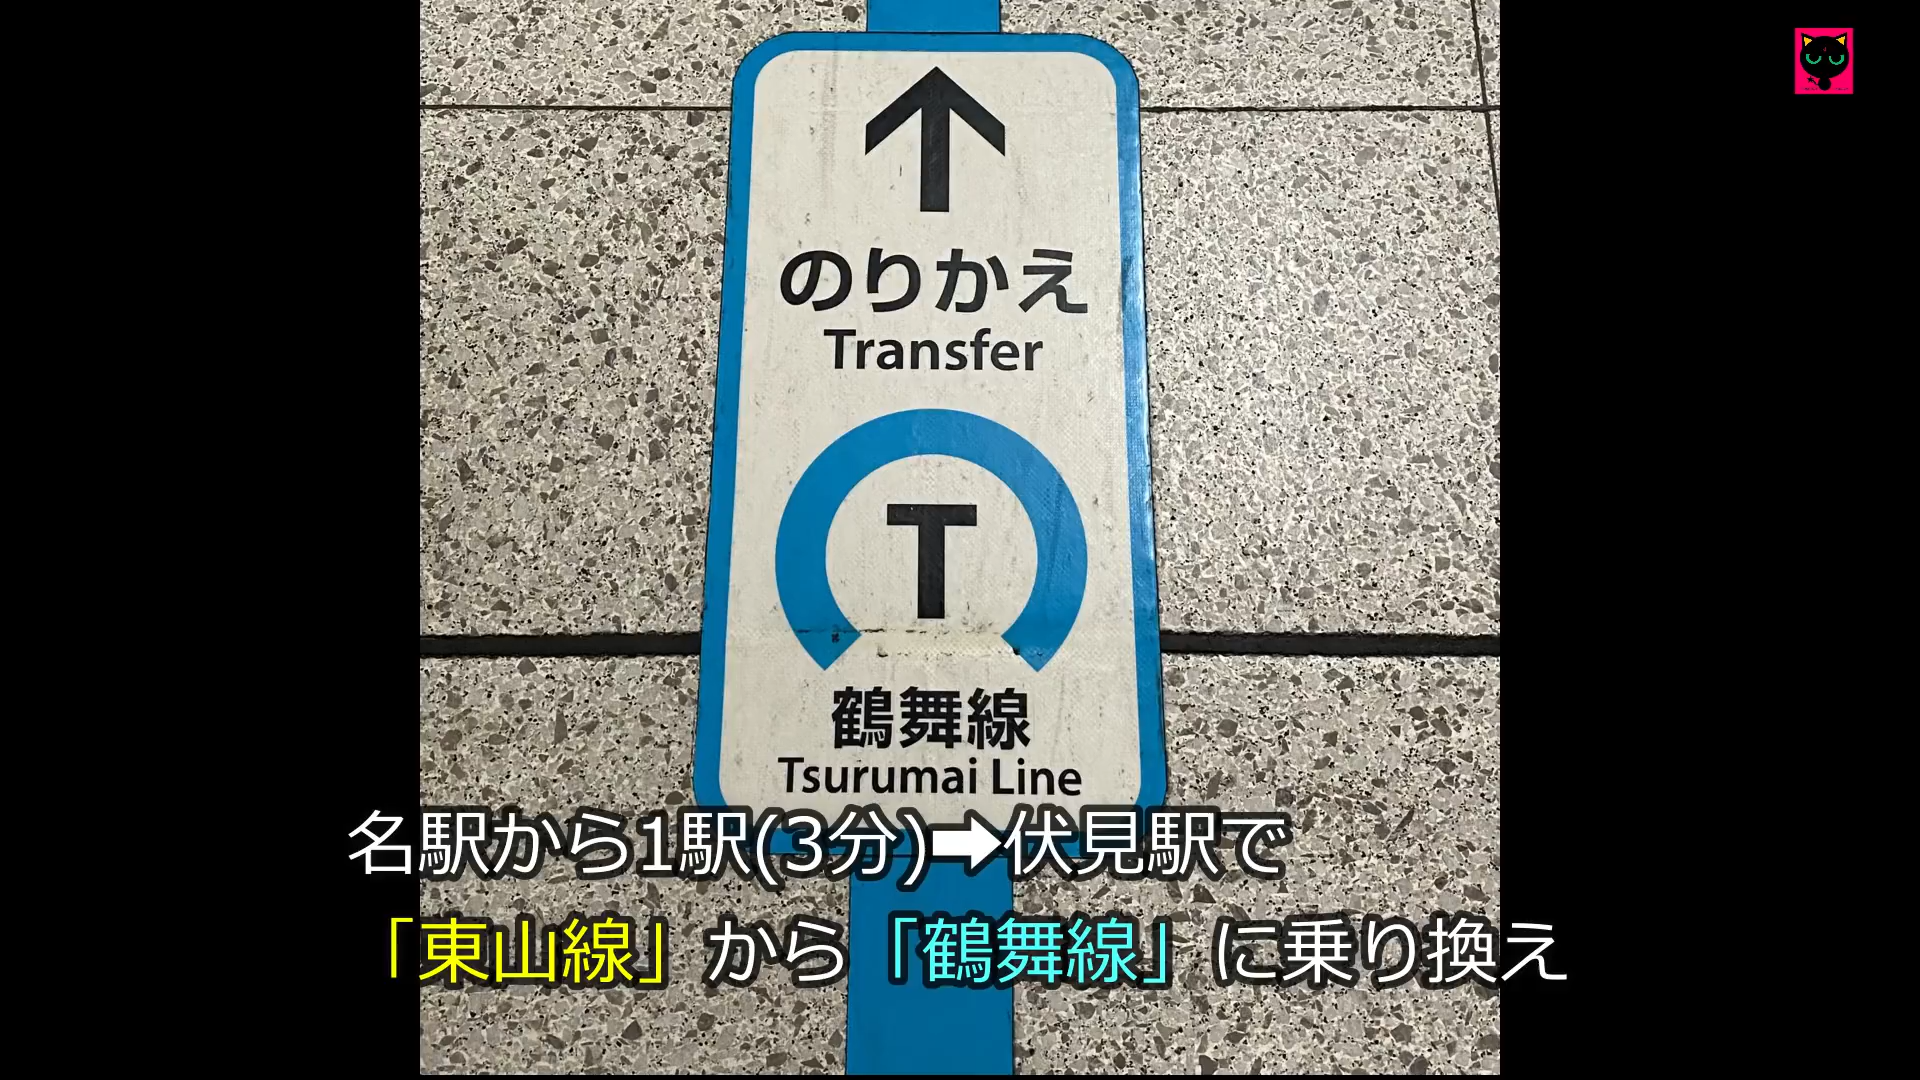 のりかえ
Transfer
T
鶴舞線
Tsurumai Line
名駅から1駅(3分)➡伏見駅で
「東山線」から「鶴舞線」に乗り換え